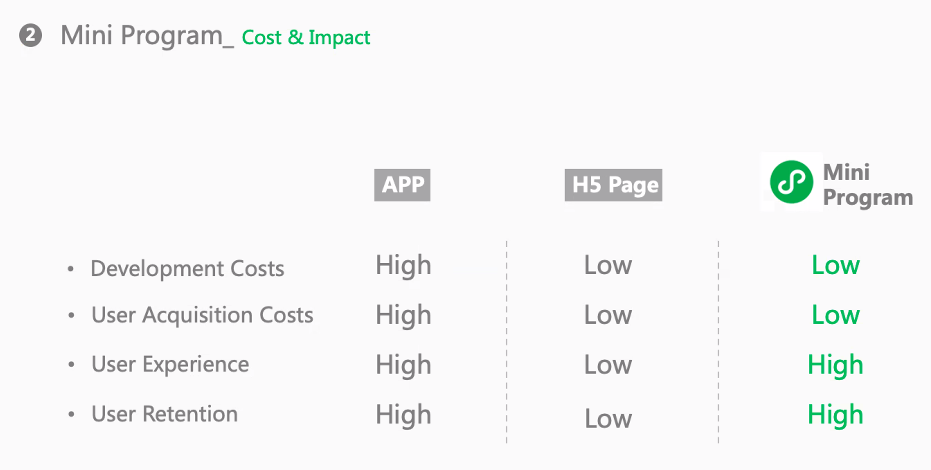 2 Mini Program_ Cost & Impact
APP H5 Page Mini
Program
• Development Costs High Low Low
• User Acquisition Costs High Low Low
• User Experience High Low High
• User Retention High Low High